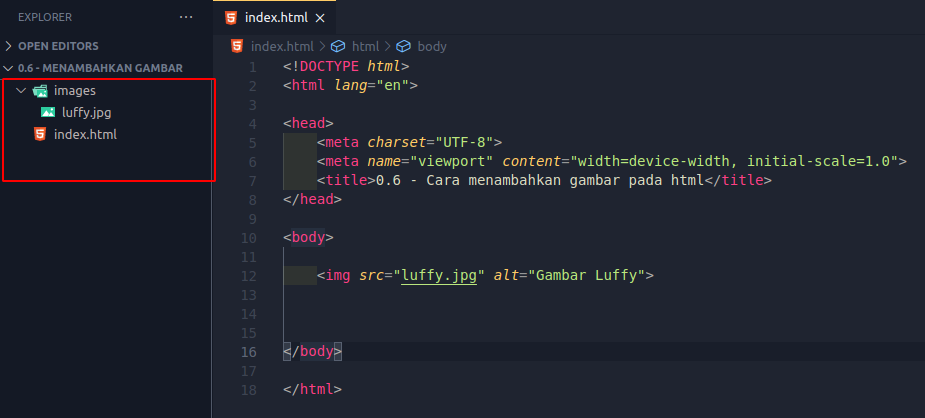 EXPLORER ...
OPEN EDITORS
0.6 - MENAMBAHKAN GAMBAR
images
luffy.jpg
index.html
index.html ×
index.html > html > body
1 <!DOCTYPE html>
2 <html lang="en">
3
4 <head>
5 <meta charset="UTF-8">
6 <meta name="viewport" content="width=device-width, initial-scale=1.0">
7 <title>0.6 - Cara menambahkan gambar pada html</title>
8 </head>
9
10 <body>
11
12 <img src="luffy.jpg" alt="Gambar Luffy">
13
14
15
16 </body>
17
18 </html>